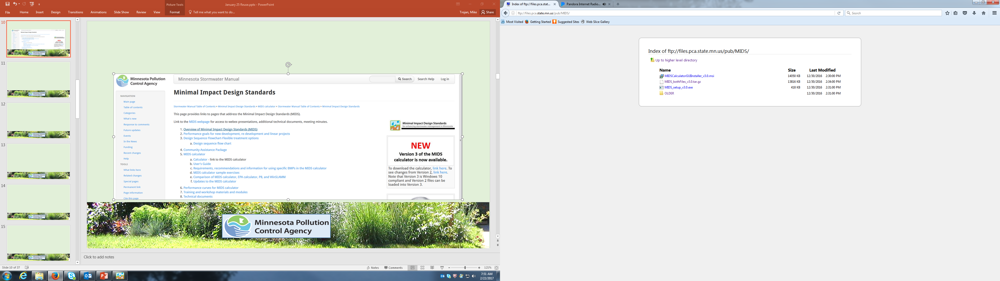 Picture Tools
January 25 Reuse.pptx - PowerPoint
File Home Insert Design Transitions Animations Slide Show Review View Format Tell me what you want to do... Trojan, Mike Share
10
11
12
13
14
15
Minnesota Pollution
Control Agency
Minnesota Stormwater Manual
Search Search Help Log in
NAVIGATION
Main page
Table of contents
Categories
What's new
Response to comments
Future updates
Events
In the News
Funding
Recent changes
Help
TOOLS
What links here
Related changes
Special pages
Permanent link
Page information
Cite this page
Minimal Impact Design Standards
Stormwater Manual Table of Contents > Minimal Impact Design Standards > MIDS calculator > Stormwater Manual Table of Contents > Minimal Impact Design Standards
This page provides links to pages that address the Minimal Impact Design Standards (MIDS).
Link to the MIDS webpage for access to webex presentations, additional technical documents, meeting minutes.
1. Overview of Minimal Impact Design Standards (MIDS)
2. Performance goals for new development, re-development and linear projects
3. Design Sequence Flowchart-Flexible treatment options
a. Design sequence flow chart
4. Community Assistance Package
5. MIDS calculator
a. Calculator - link to the MIDS calculator
b. User's Guide
c. Requirements, recommendations and information for using specific BMPs in the MIDS calculator
d. MIDS calculator sample exercises
e. Comparison of MIDS calculator, EPA calculator, P8, and WinSLAMM
f. Updates to the MIDS calculator
6. Performance curves for MIDS calculator
7. Training and workshop materials and modules
8. Technical documents
Minimal Impact Design Standards
for enhancing stormwater management in Minnesota
NEW
Version 3 of the MIDS
calculator is now available.
To download the calculator, link here. To
see changes from Version 2, link here.
Note that Version 3 is Windows 10
compliant and Version 2 files can be
loaded into Version 3.
Minnesota Pollution
Control Agency
Click to add notes
Slide 10 of 37 Notes Comments 121%
7:51 AM
2/22/2017
Index of ftp://files.pca.stat... Pandora Internet Radio...
ftp://files.pca.state.mn.us/pub/MIDS/ Search
Most Visited Getting Started Suggested Sites Web Slice Gallery
Index of ftp://files.pca.state.mn.us/pub/MIDS/
Up to higher level directory
Name Size Last Modified
MIDSCalculatorGUIInstaller_v3.0.msi 14050 KB 12/30/2016 2:30:00 PM
MIDS_bothFiles_v3.0.tar.gz 13816 KB 12/30/2016 2:34:00 PM
MIDS_setup_v3.0.exe 418 KB 12/30/2016 2:31:00 PM
OLDER 12/30/2016 2:31:00 PM